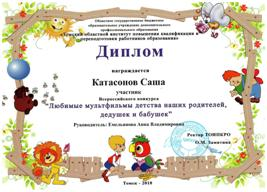 Областное государственное бюджетное
образовательное учреждение дополнительного
профессионального образования
«Томский областной институт повышения квалификации и
переподготовки работников образования»
Диплом
награждается
Катасонов Саша
участник
Всероссийского конкурса
"Любимые мультфильмы детства наших родителей,
дедушек и бабушек"
Руководитель: Емельянова Анна Владимировна
Ректор ТОИПКРО
О.М. Замятина
Томск - 2018